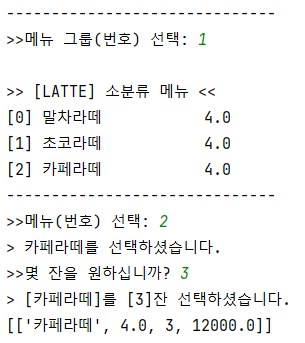 ------------------------------
>>메뉴 그룹(번호) 선택: 1
>> [LATTE] 소분류 메뉴 <<
[0] 말차라떼 4.0
[1] 초코라떼 4.0
[2] 카페라떼 4.0
------------------------------
>>메뉴(번호) 선택: 2
> 카페라떼를 선택하셨습니다.
>>몇 잔을 원하십니까? 3
> [카페라떼]를 [3]잔 선택하셨습니다.
[['카페라떼', 4.0, 3, 12000.0]]